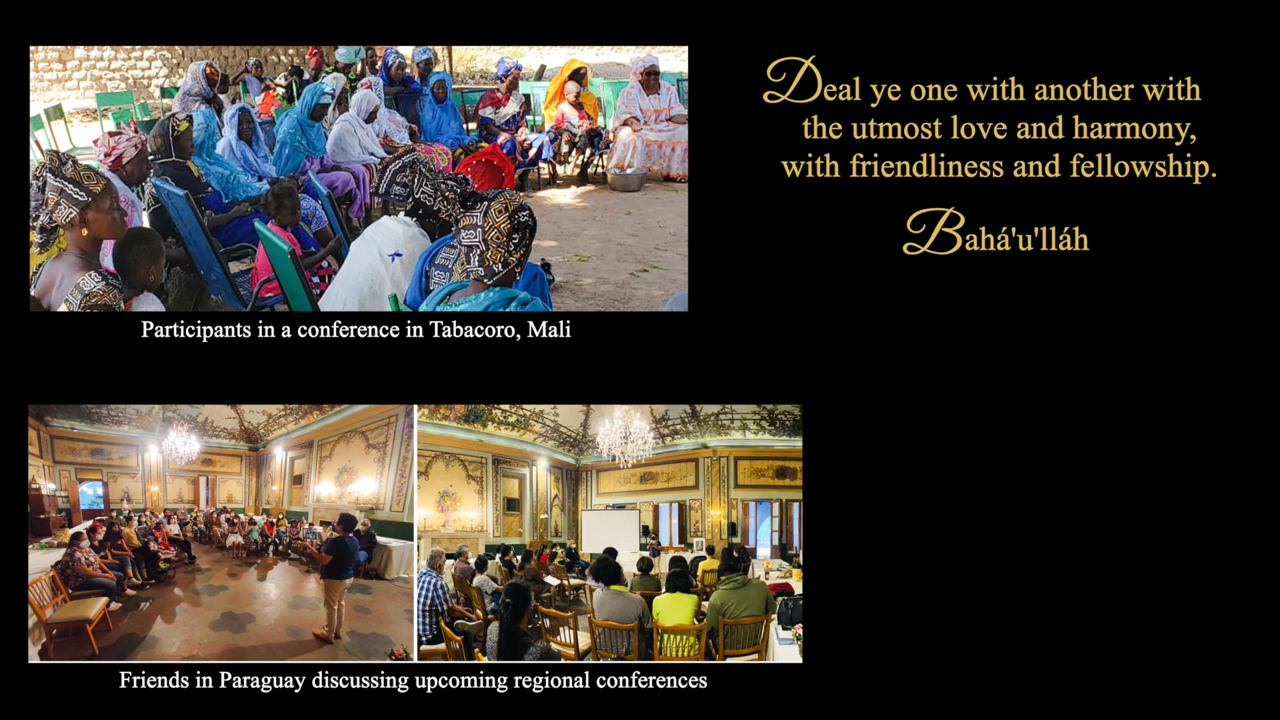 Deal ye one with another with
the utmost love and harmony,
with friendliness and fellowship.
Bahá'u'lláh
Participants in a conference in Tabacoro, Mali
Friends in Paraguay discussing upcoming regional conferences